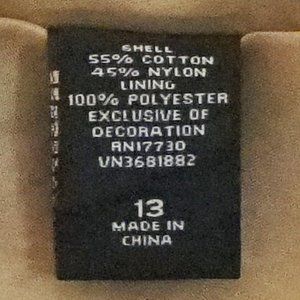 SHELL
55% COTTON
45% NYLON
LINING
100% POLYESTER
EXCLUSIVE OF
DECORATION
RN17730
VN3681882
13
MADE IN
CHINA